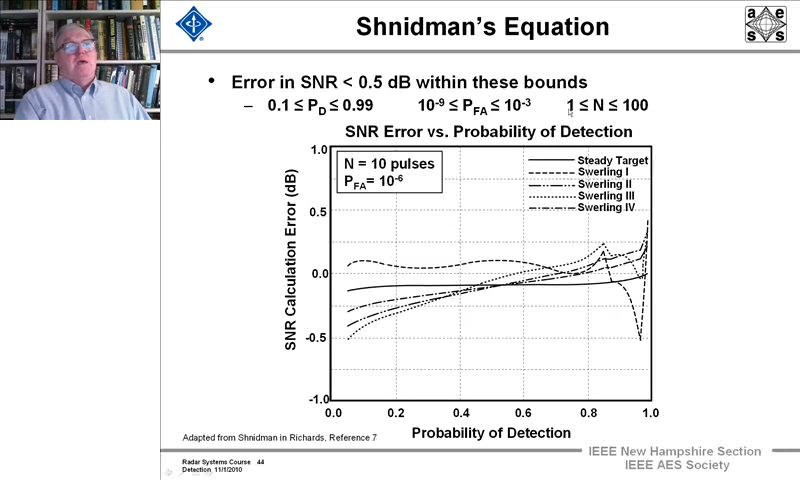 Shnidman's Equation
a e
s s
• Error in SNR < 0.5 dB within these bounds
– 0.1 ≤ PD ≤ 0.99 10-9 ≤ PFA ≤ 10-3 1 ≤ N ≤ 100
SNR Error vs. Probability of Detection
N = 10 pulses
PFA= 10-6
Steady Target
Swerling I
Swerling II
Swerling III
Swerling IV
SNR Calculation Error (dB)
1.0
0.5
0.0
-0.5
-1.0
0.0 0.2 0.4 0.6 0.8 1.0
Probability of Detection
Adapted from Shnidman in Richards, Reference 7
Radar Systems Course 44
Detection 11/1/2010
IEEE New Hampshire Section
IEEE AES Society